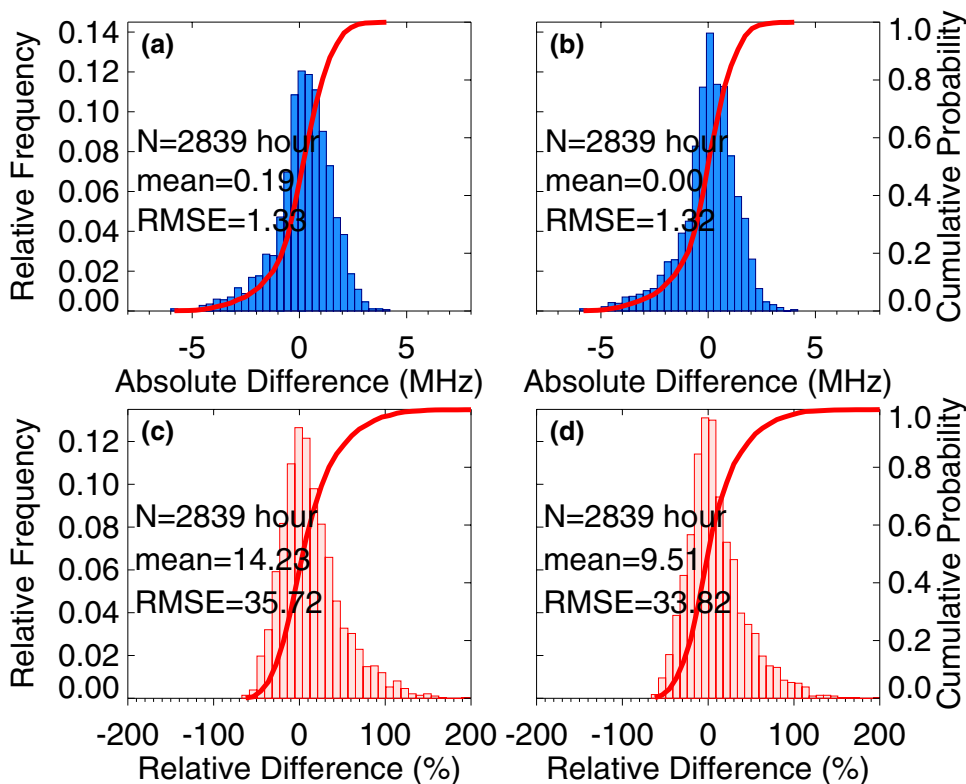 (a)
0.14
0.12
0.10
0.08
0.06
0.04
0.02
0.00
Relative Frequency
N=2839 hour
mean=0.19
RMSE=1.33
-5 0 5
Absolute Difference (MHz)
(b)
N=2839 hour
mean=0.00
RMSE=1.32
1.0
0.8
0.6
0.4
0.2
0.0
Cumulative Probability
-5 0 5
Absolute Difference (MHz)
(c)
0.12
0.10
0.08
0.06
0.04
0.02
0.00
Relative Frequency
N=2839 hour
mean=14.23
RMSE=35.72
-200 -100 0 100 200
Relative Difference (%)
(d)
N=2839 hour
mean=9.51
RMSE=33.82
1.0
0.8
0.6
0.4
0.2
0.0
Cumulative Probability
-200 -100 0 100 200
Relative Difference (%)